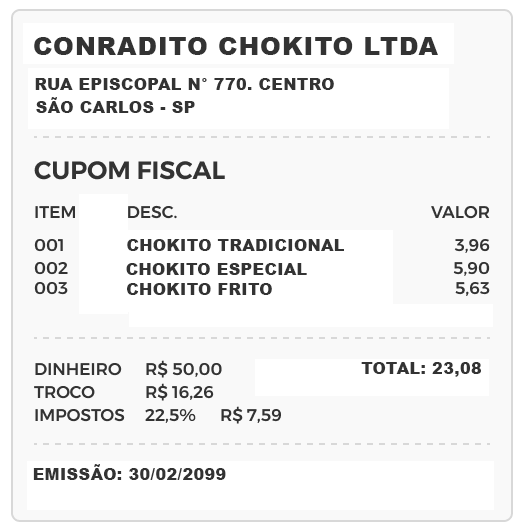 CONRADITO CHOKITO LTDA
RUA EPISCOPAL N° 770. CENTRO
SÃO CARLOS - SP
CUPOM FISCAL
ITEM DESC. VALOR
001 CHOKITO TRADICIONAL 3,96
002 CHOKITO ESPECIAL 5,90
003 CHOKITO FRITO 5,63
DINHEIRO R$ 50,00 TOTAL: 23,08
TROCO R$ 16,26
IMPOSTOS 22,5% R$ 7,59
EMISSÃO: 30/02/2099